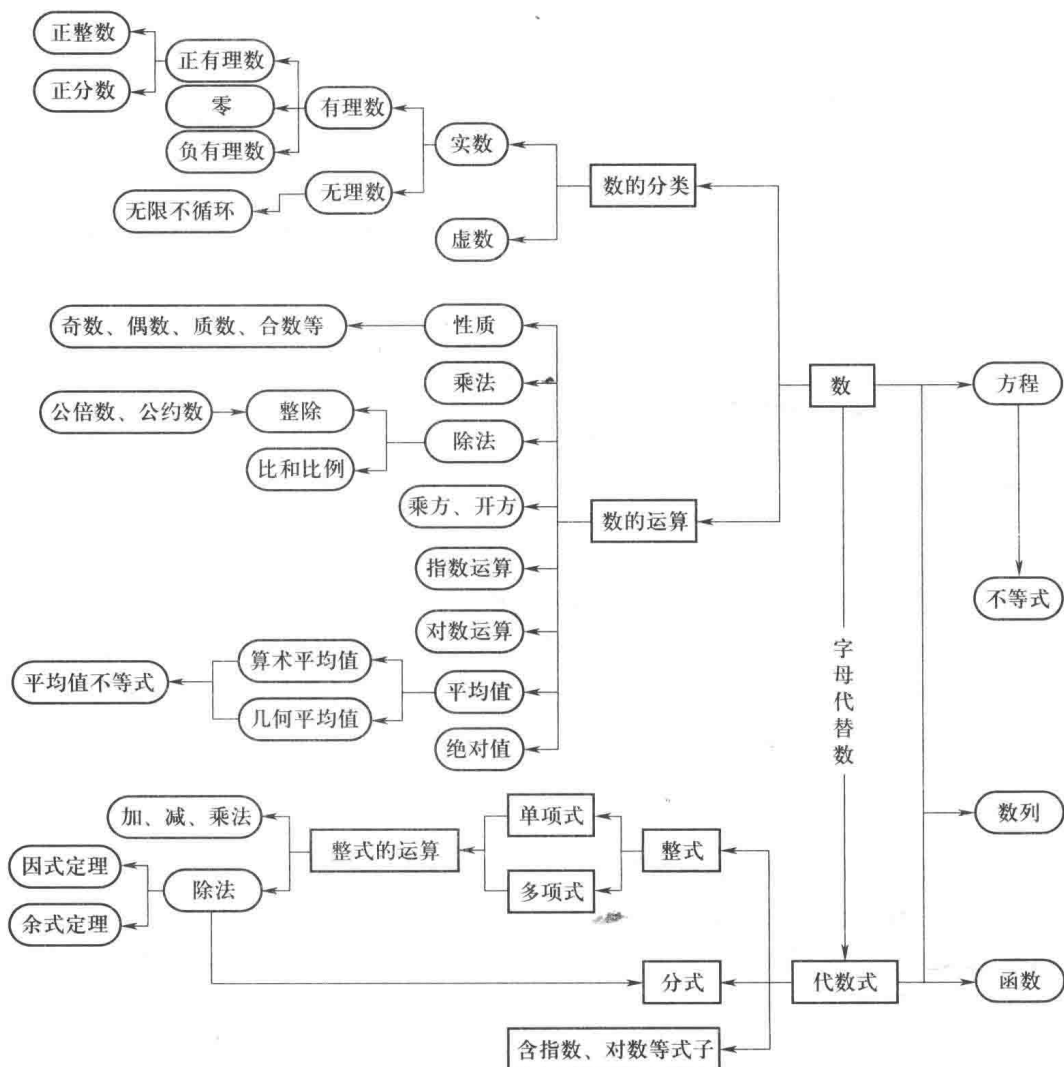 正整数
正分数
正有理数
零
负有理数
有理数
无理数
无限不循环
实数
虚数
数的分类
奇数、偶数、质数、合数等
性质
乘法
公倍数、公约数
整除
除法
比和比例
乘方、开方
数的运算
指数运算
对数运算
算术平均值
平均值不等式
平均值
几何平均值
绝对值
数
方程
不等式
字母代替数
数列
函数
加、减、乘法
因式定理
余式定理
除法
整式的运算
单项式
多项式
整式
分式
代数式
含指数、对数等式子